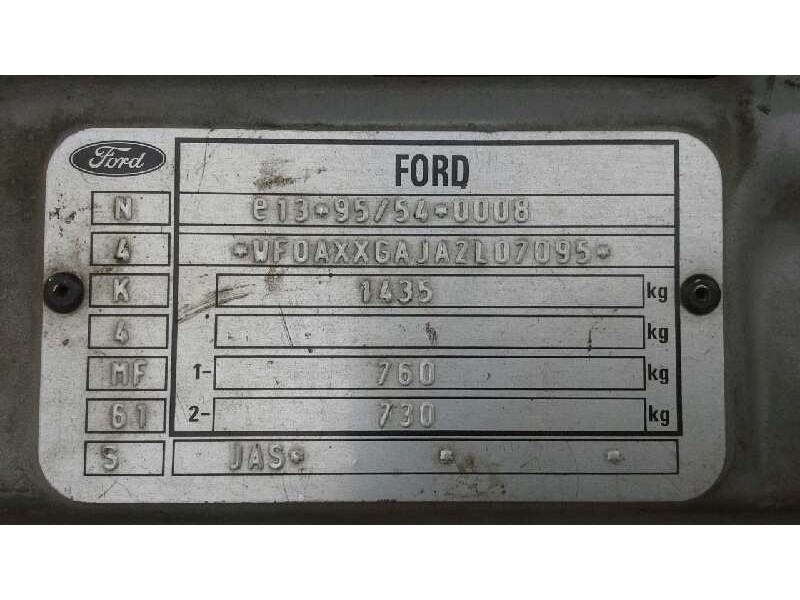 Ford
FORD
N e13*95/54*0008
4 *WF0AXXGAJA2L07095*
K 1435 kg
4 kg
MF 1- 760 kg
61 2- 730 kg
S JAS* * *